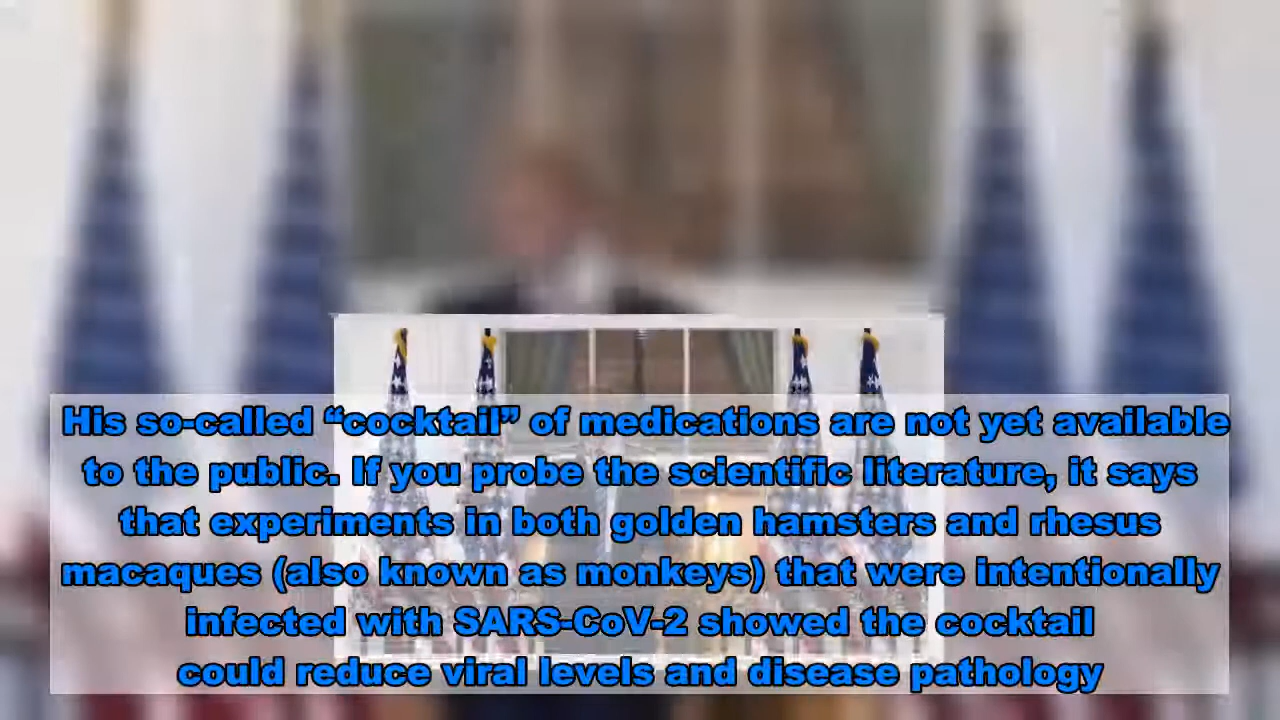 His so-called “cocktail” of medications are not yet available
to the public. If you probe the scientific literature, it says
that experiments in both golden hamsters and rhesus
macaques (also known as monkeys) that were intentionally
infected with SARS-CoV-2 showed the cocktail
could reduce viral levels and disease pathology